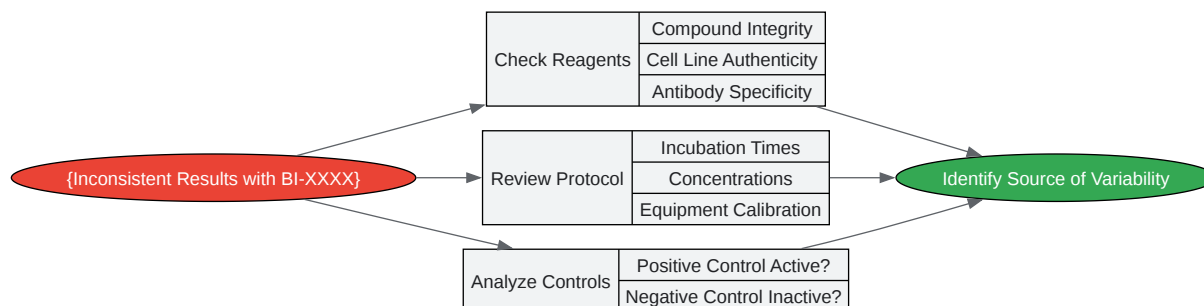 {Inconsistent Results with BI-XXXX}
Check Reagents
Compound Integrity
Cell Line Authenticity
Antibody Specificity
Review Protocol
Incubation Times
Concentrations
Equipment Calibration
Analyze Controls
Positive Control Active?
Negative Control Inactive?
Identify Source of Variability